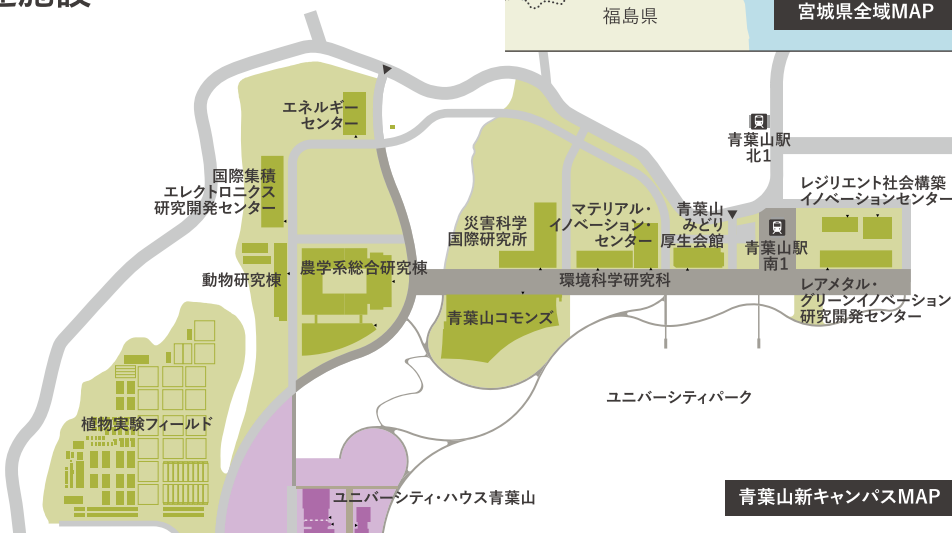 福島県
宮城県全域MAP
エネルギー
センター
青葉山駅
北1
国際集積
エレクトロニクス
研究開発センター
レジリエント社会構築
イノベーションセンター
災害科学
国際研究所
マテリアル・
イノベーション・
センター
青葉山
みどり
厚生会館
青葉山駅
南1
動物研究棟
農学系総合研究棟
環境科学研究科
レアメタル・
グリーンイノベーション
研究開発センター
青葉山コモンズ
ユニバーシティパーク
植物実験フィールド
ユニバーシティ・ハウス青葉山
青葉山新キャンパスMAP